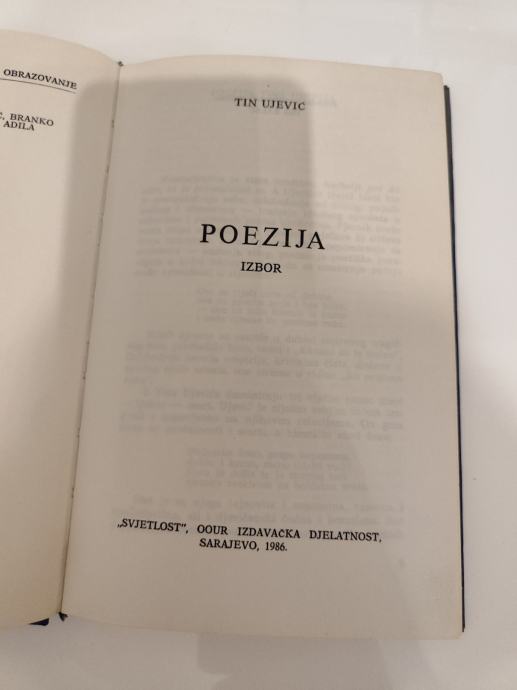 OBRAZOVANJE
BRANKO
ADILA
TIN UJEVIĆ
POEZIJA
IZBOR
„SVJETLOST”, OOUR IZDAVAČKA DJELATNOST,
SARAJEVO, 1986.